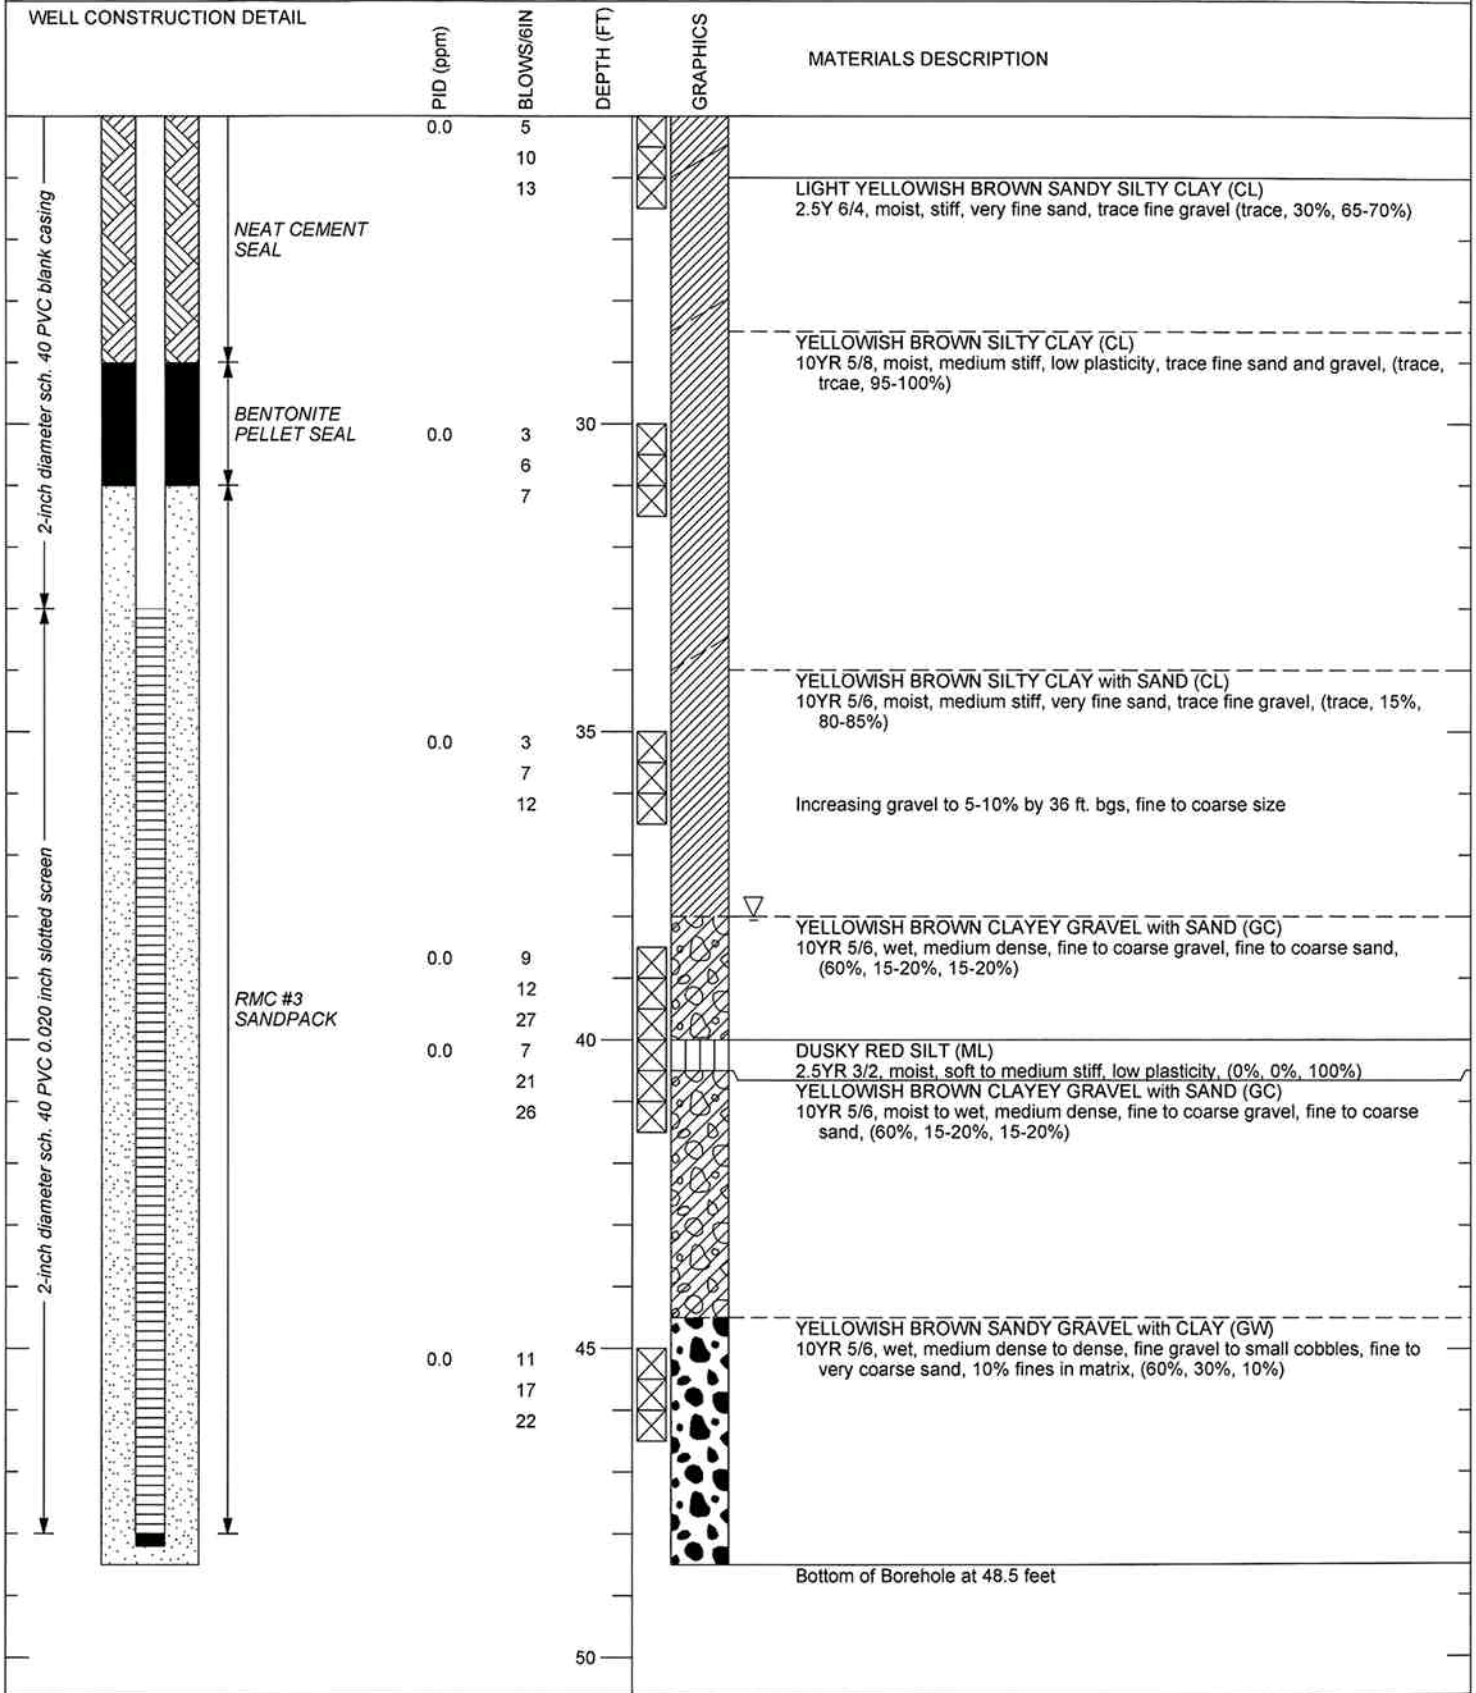 WELL CONSTRUCTION DETAIL
PID (ppm)
BLOWS/6IN
DEPTH (FT)
GRAPHICS
MATERIALS DESCRIPTION
0.0 5
10
13
LIGHT YELLOWISH BROWN SANDY SILTY CLAY (CL)
2.5Y 6/4, moist, stiff, very fine sand, trace fine gravel (trace, 30%, 65-70%)
2-inch diameter sch. 40 PVC blank casing
NEAT CEMENT
SEAL
YELLOWISH BROWN SILTY CLAY (CL)
10YR 5/8, moist, medium stiff, low plasticity, trace fine sand and gravel, (trace,
trcae, 95-100%)
BENTONITE
PELLET SEAL
0.0 3 30
6
7
YELLOWISH BROWN SILTY CLAY with SAND (CL)
10YR 5/6, moist, medium stiff, very fine sand, trace fine gravel, (trace, 15%,
80-85%)
0.0 3 35
7
12
Increasing gravel to 5-10% by 36 ft. bgs, fine to coarse size
2-inch diameter sch. 40 PVC 0.020 inch slotted screen
YELLOWISH BROWN CLAYEY GRAVEL with SAND (GC)
10YR 5/6, wet, medium dense, fine to coarse gravel, fine to coarse sand,
(60%, 15-20%, 15-20%)
0.0 9
12
27
RMC #3
SANDPACK
40
0.0 7
21
26
DUSKY RED SILT (ML)
2.5YR 3/2, moist, soft to medium stiff, low plasticity, (0%, 0%, 100%)
YELLOWISH BROWN CLAYEY GRAVEL with SAND (GC)
10YR 5/6, moist to wet, medium dense, fine to coarse gravel, fine to coarse
sand, (60%, 15-20%, 15-20%)
YELLOWISH BROWN SANDY GRAVEL with CLAY (GW)
10YR 5/6, wet, medium dense to dense, fine gravel to small cobbles, fine to
very coarse sand, 10% fines in matrix, (60%, 30%, 10%)
0.0 11 45
17
22
Bottom of Borehole at 48.5 feet
50